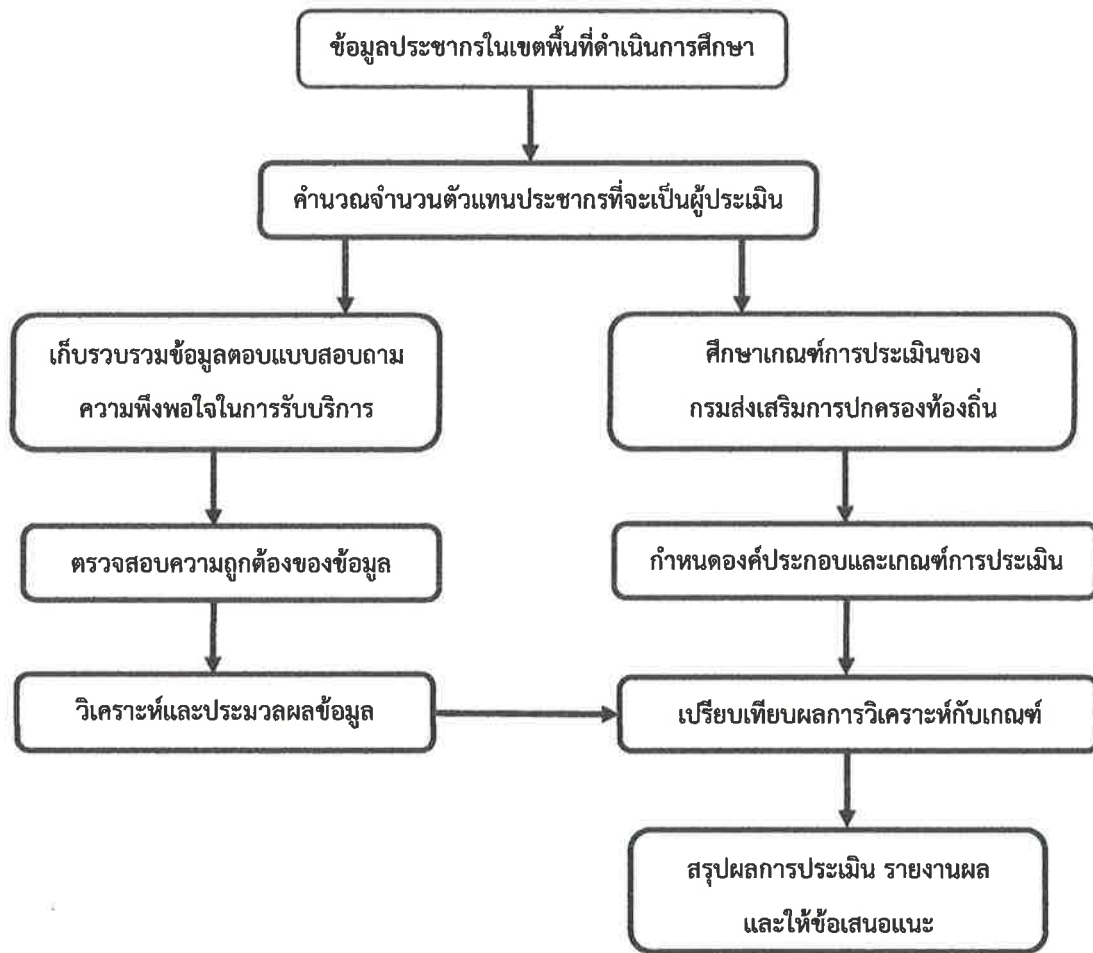 ข้อมูลประชากรในเขตพื้นที่ดำเนินการศึกษา
คำนวณจำนวนตัวแทนประชากรที่จะเป็นผู้ประเมิน
เก็บรวบรวมข้อมูลตอบแบบสอบถาม
ความพึงพอใจในการรับบริการ
ศึกษาเกณฑ์การประเมินของ
กรมส่งเสริมการปกครองท้องถิ่น
ตรวจสอบความถูกต้องของข้อมูล
กำหนดองค์ประกอบและเกณฑ์การประเมิน
วิเคราะห์และประมวลผลข้อมูล
เปรียบเทียบผลการวิเคราะห์กับเกณฑ์
สรุปผลการประเมิน รายงานผล
และให้ข้อเสนอแนะ